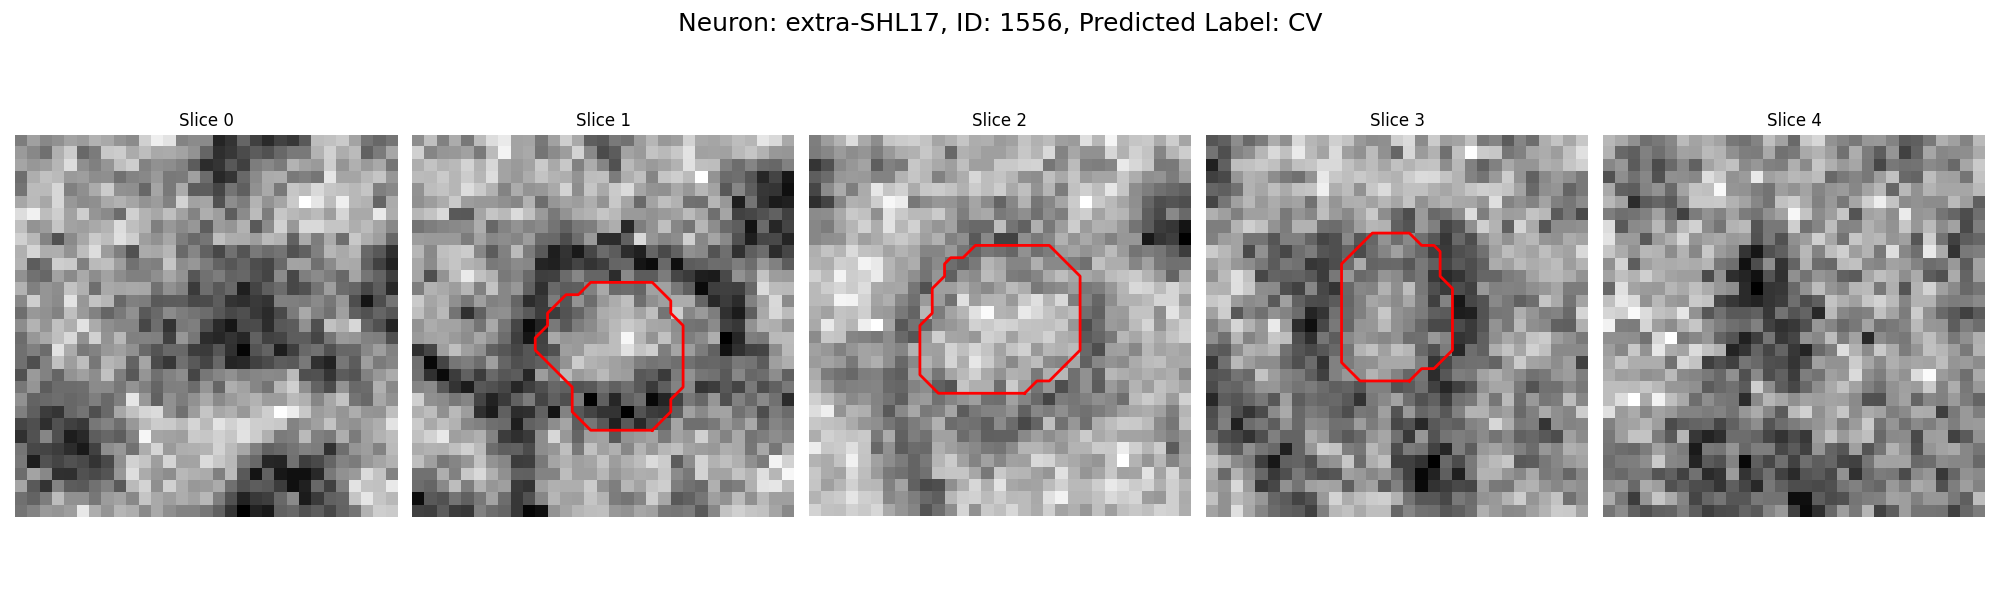 Neuron: extra-SHL17, ID: 1556, Predicted Label: CV
Slice 0
Slice 1
Slice 2
Slice 3
Slice 4